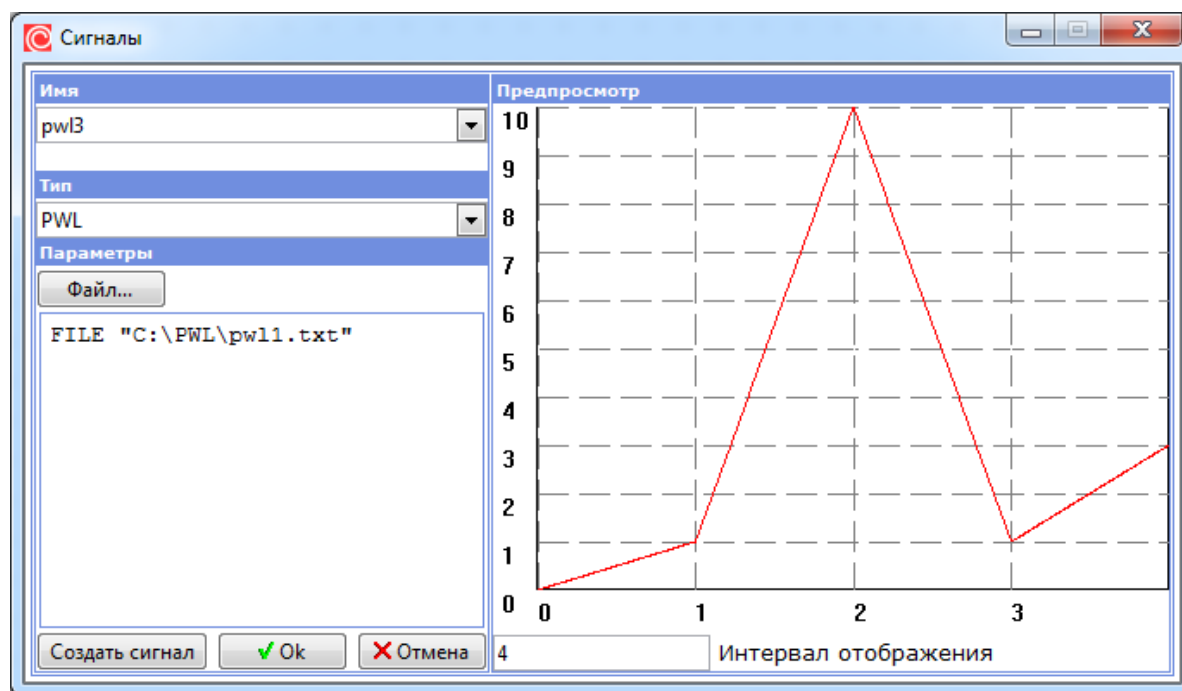 Сигналы
Имя
pwl3
Тип
PWL
Параметры
Файл...
FILE "C:\PWL\pwl1.txt"
Создать сигнал
Ok
Отмена
Предпросмотр
10
9
8
7
6
5
4
3
2
1
0
0 1 2 3
4 Интервал отображения